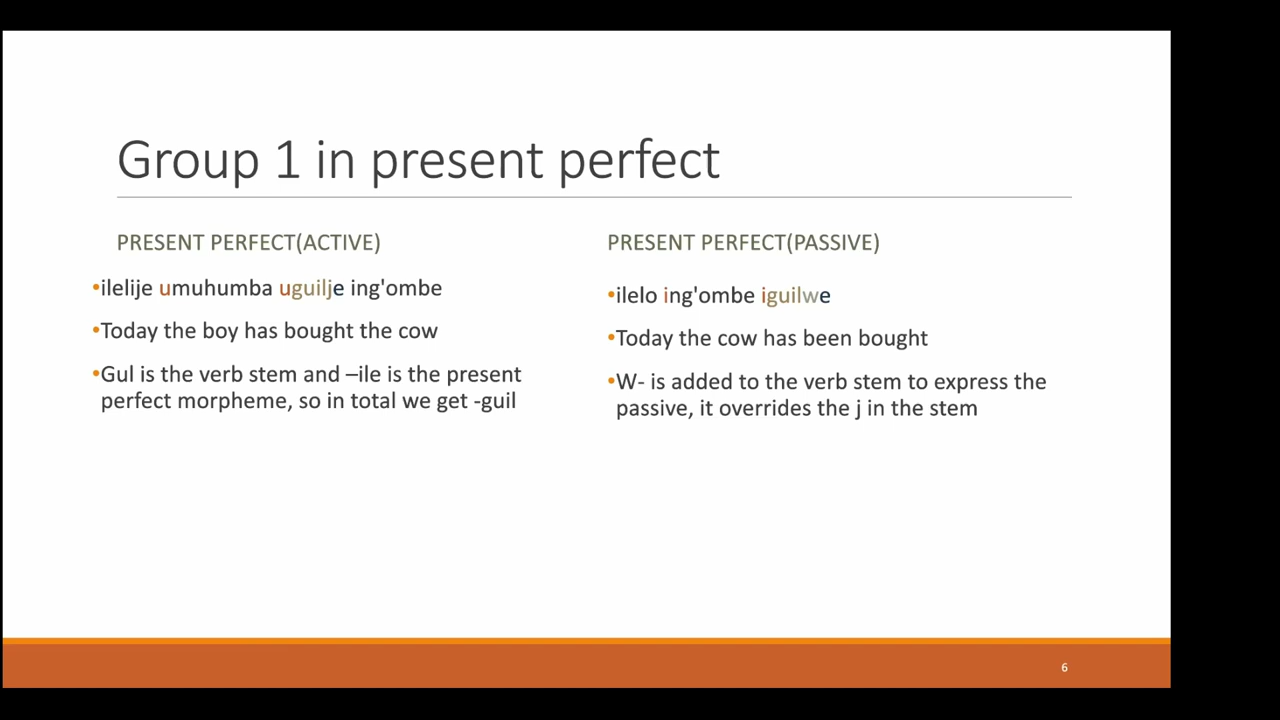 Group 1 in present perfect
PRESENT PERFECT(ACTIVE)
•ilelije umuhumba uguilje ing'ombe
•Today the boy has bought the cow
•Gul is the verb stem and –ile is the present
perfect morpheme, so in total we get -guil
PRESENT PERFECT(PASSIVE)
•ilelo ing'ombe iguilwe
•Today the cow has been bought
•W- is added to the verb stem to express the
passive, it overrides the j in the stem
6